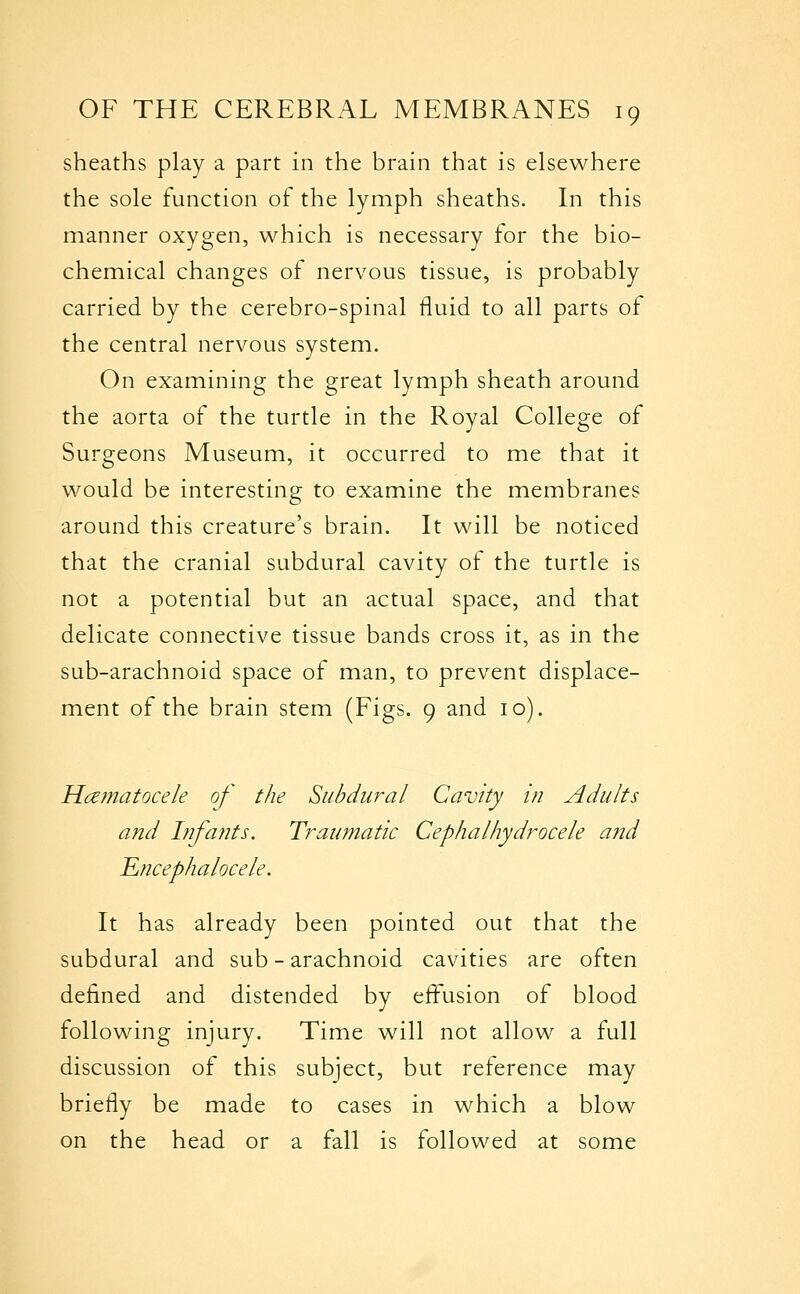 OF THE CEREBRAL MEMBRANES 19
sheaths play a part in the brain that is elsewhere
the sole function of the lymph sheaths. In this
manner oxygen, which is necessary for the bio-
chemical changes of nervous tissue, is probably
carried by the cerebro-spinal fluid to all parts of
the central nervous system.
On examining the great lymph sheath around
the aorta of the turtle in the Royal College of
Surgeons Museum, it occurred to me that it
would be interesting to examine the membranes
around this creature's brain. It will be noticed
that the cranial subdural cavity of the turtle is
not a potential but an actual space, and that
delicate connective tissue bands cross it, as in the
sub-arachnoid space of man, to prevent displace-
ment of the brain stem (Figs. 9 and 10).
Hæmatocele of the Subdural Cavity in Adults
and Infants. Traumatic Cephalhydrocele and
Encephalocele.
It has already been pointed out that the
subdural and sub-arachnoid cavities are often
defined and distended by effusion of blood
following injury. Time will not allow a full
discussion of this subject, but reference may
briefly be made to cases in which a blow
on the head or a fall is followed at some